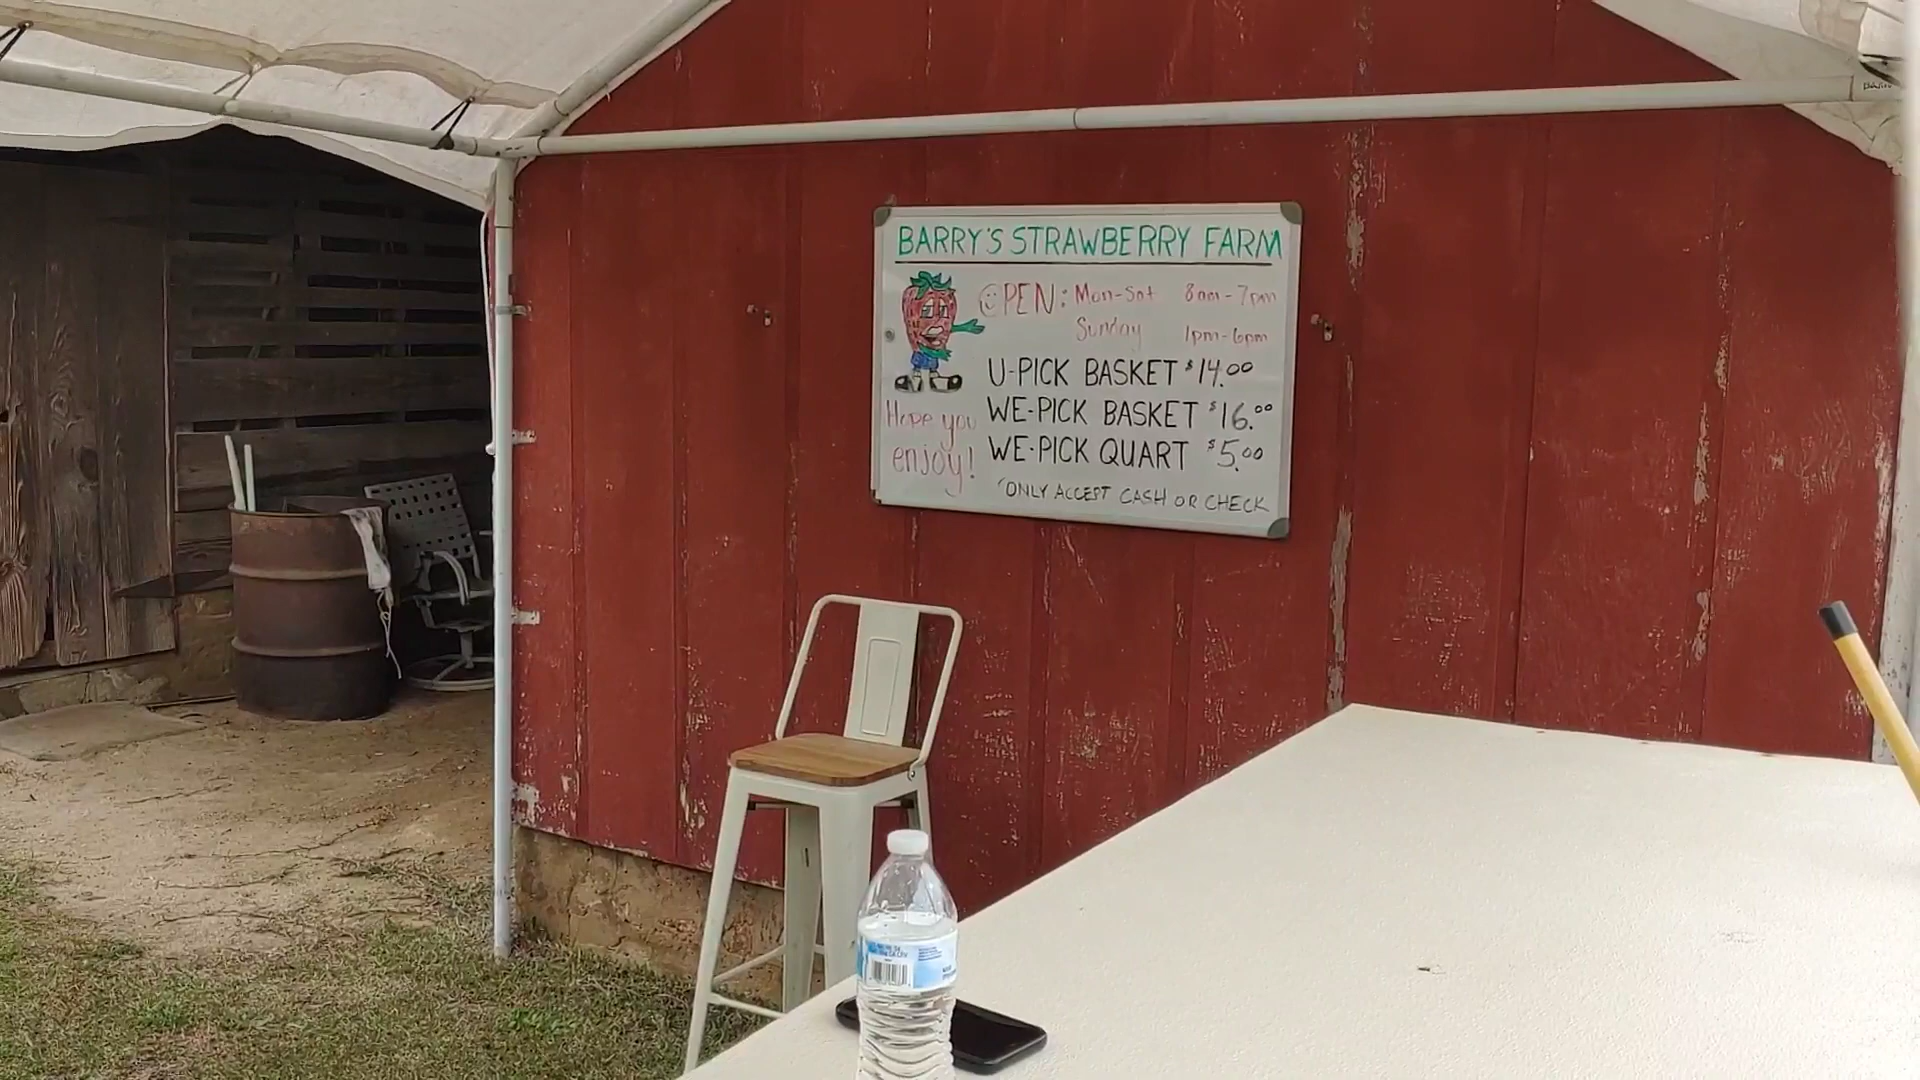 BARRY'S STRAWBERRY FARM
OPEN: Mon-Sat 8am-7pm
Sunday 1pm-6pm
U-PICK BASKET $14.00
WE-PICK BASKET $16.00
WE-PICK QUART $5.00
Hope you
enjoy!
*ONLY ACCEPT CASH OR CHECK